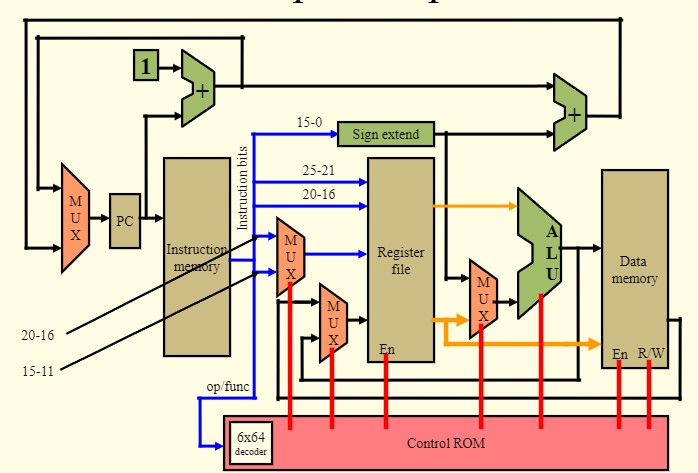 1
+
+
15-0
Sign extend
Instruction bits
25-21
20-16
M
U
X
PC
Instruction
memory
M
U
X
Register
file
A
L
U
Data
memory
M
U
X
M
U
X
20-16
15-11
En
En
R/W
op/func
6x64
decoder
Control ROM